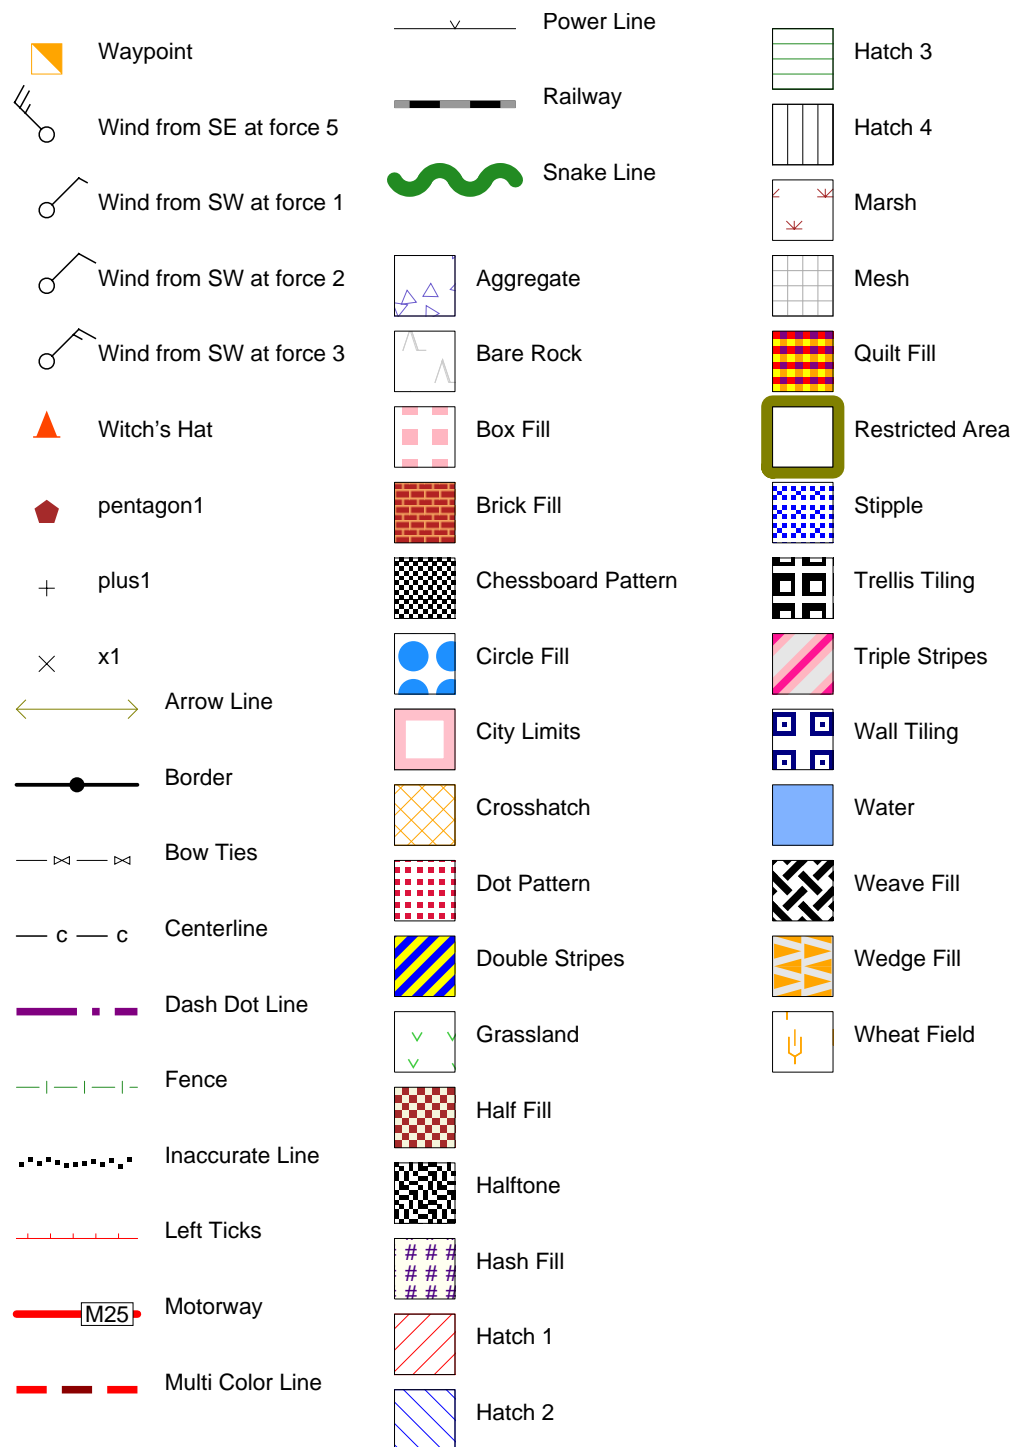 Waypoint
Wind from SE at force 5
Wind from SW at force 1
Wind from SW at force 2
Wind from SW at force 3
Witch's Hat
pentagon1
plus1
x1
Arrow Line
Border
Bow Ties
c c Centerline
Dash Dot Line
Fence
Inaccurate Line
Left Ticks
M25 Motorway
Multi Color Line
Power Line
Railway
Snake Line
Aggregate
Bare Rock
Box Fill
Brick Fill
Chessboard Pattern
Circle Fill
City Limits
Crosshatch
Dot Pattern
Double Stripes
Grassland
Half Fill
Halftone
# # # Hash Fill
# # #
# # #
Hatch 1
Hatch 2
Hatch 3
Hatch 4
Marsh
Mesh
Quilt Fill
Restricted Area
Stipple
Trellis Tiling
Triple Stripes
Wall Tiling
Water
Weave Fill
Wedge Fill
Wheat Field